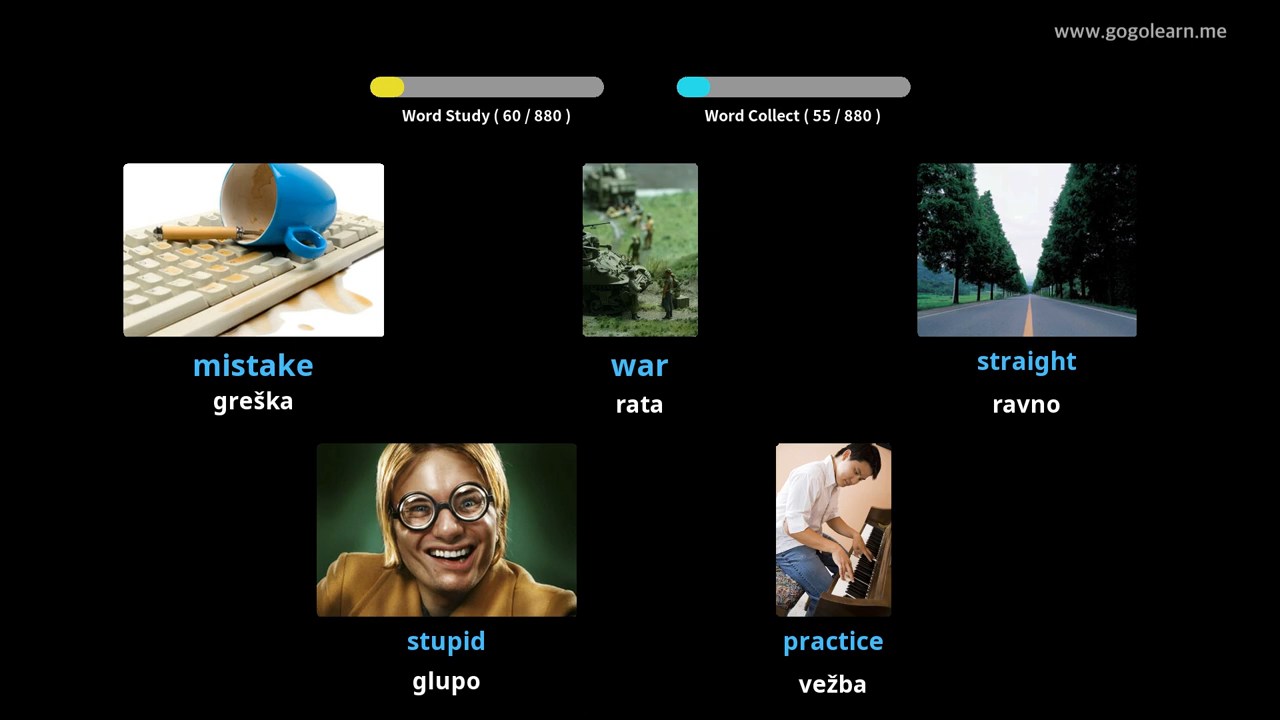 www.gogolearn.me
Word Study ( 60 / 880 )
Word Collect ( 55 / 880 )
mistake
greška
war
rata
straight
ravno
stupid
glupo
practice
vežba